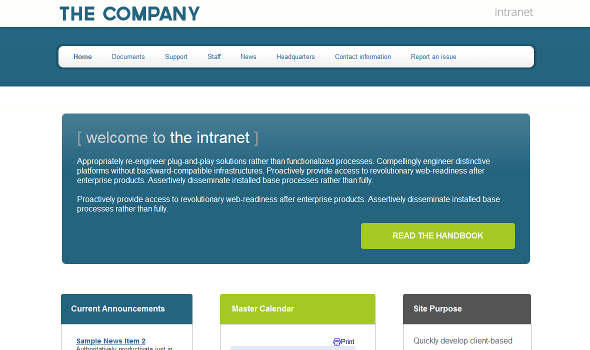 THE COMPANY
intranet
Home Documents Support Staff News Headquarters Contact information Report an issue
[ welcome to the intranet ]
Appropriately re-engineer plug-and-play solutions rather than functionalized processes. Compellingly engineer distinctive
platforms without backward-compatible infrastructures. Proactively provide access to revolutionary web-readiness after
enterprise products. Assertively disseminate installed base processes rather than fully.
Proactively provide access to revolutionary web-readiness after enterprise products. Assertively disseminate installed base
processes rather than fully.
READ THE HANDBOOK
Current Announcements Master Calendar Site Purpose
Sample News Item 2 Print Quickly develop client-based
Authoritatively productivate just in